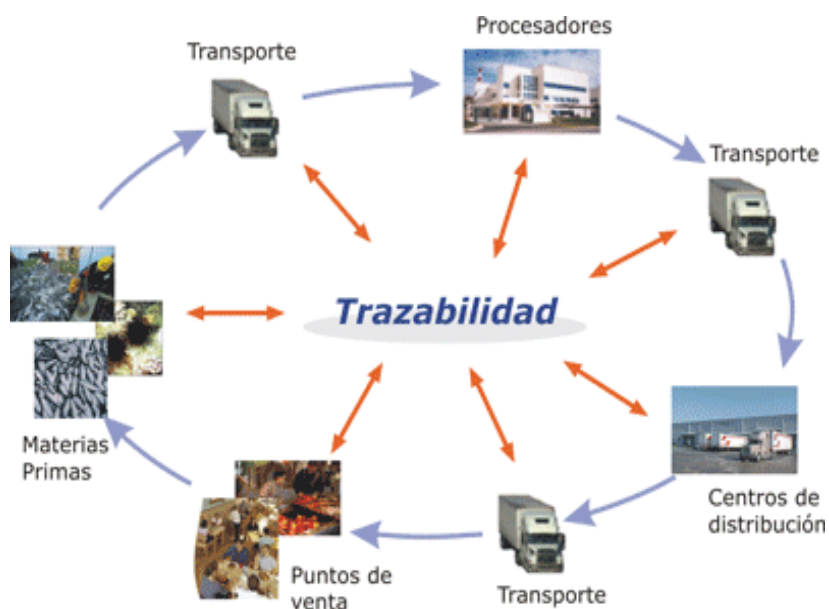 Procesadores
Transporte
Transporte
Trazabilidad
Materias
Primas
Centros de
distribución
Puntos de
venta
Transporte